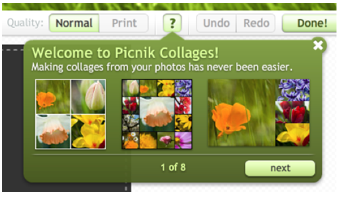 Quality: Normal Print ? Undo Redo Done!
Welcome to Picnik Collages!
Making collages from your photos has never been easier.
1 of 8 next